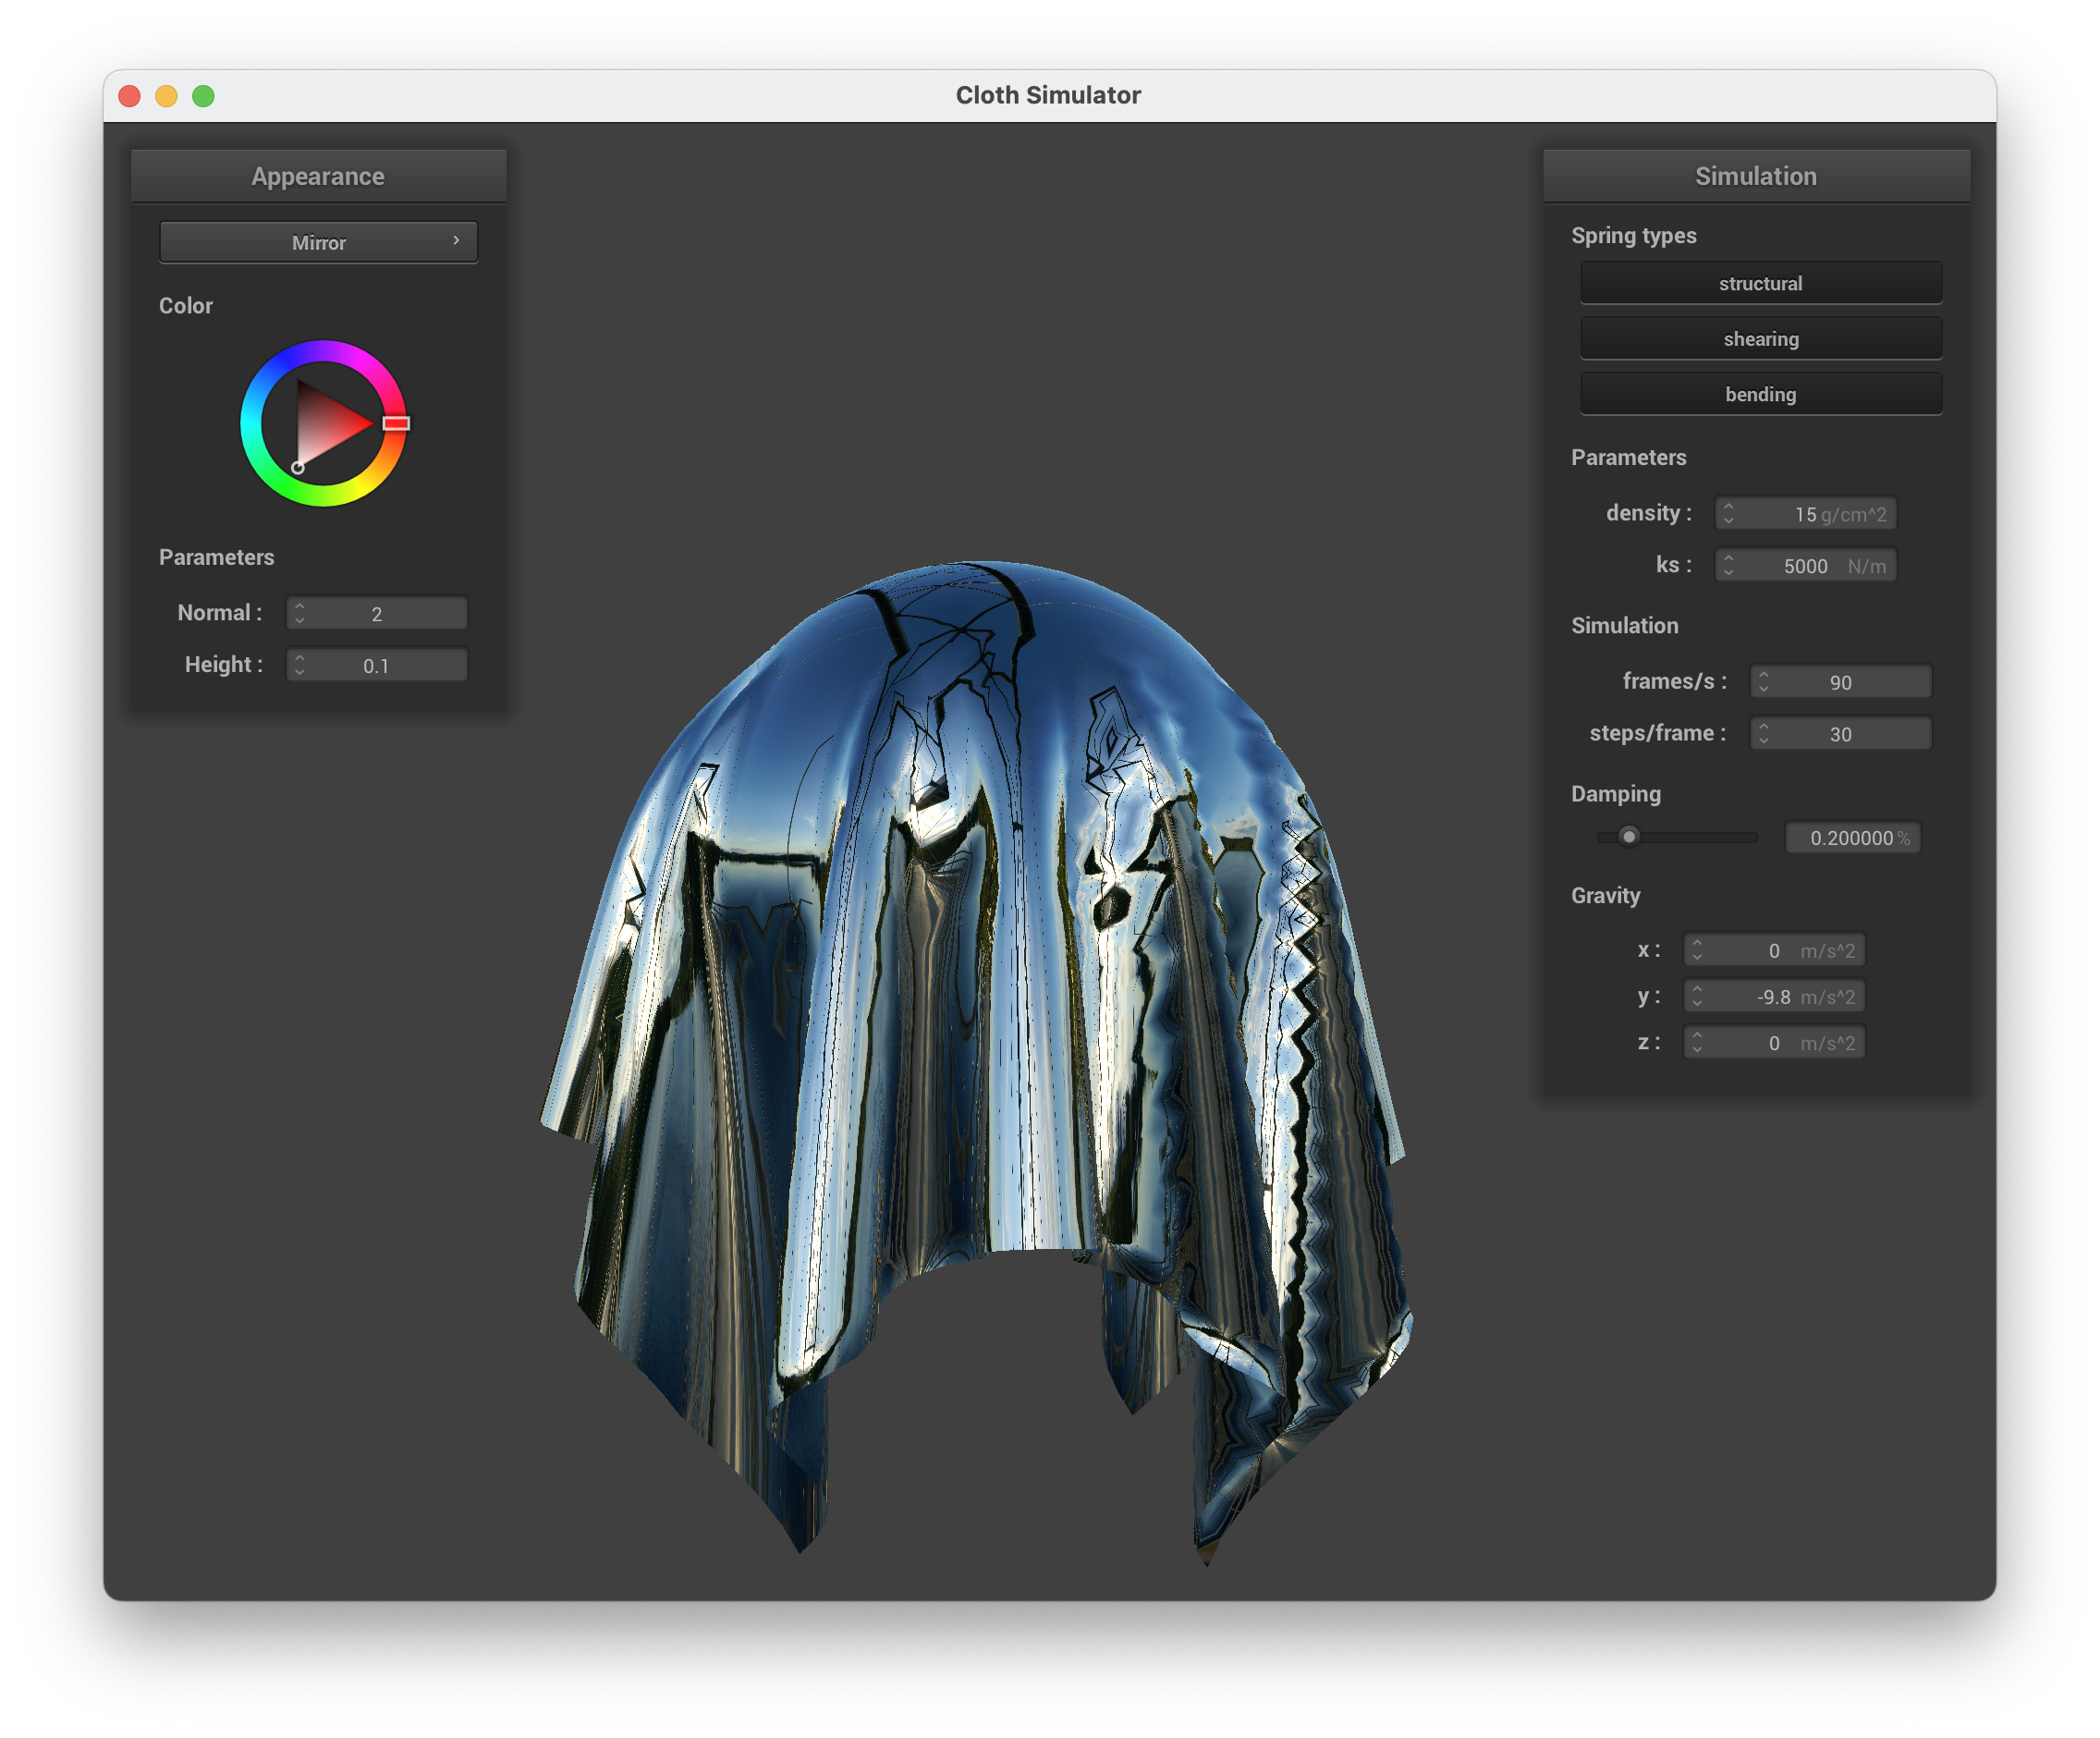 Cloth Simulator
Appearance
Mirror
Color
Parameters
Normal : 2
Height : 0.1
Simulation
Spring types
structural
shearing
bending
Parameters
density : 15 g/cm^2
ks : 5000 N/m
Simulation
frames/s : 90
steps/frame : 30
Damping
0.200000 %
Gravity
x : 0 m/s^2
y : -9.8 m/s^2
z : 0 m/s^2